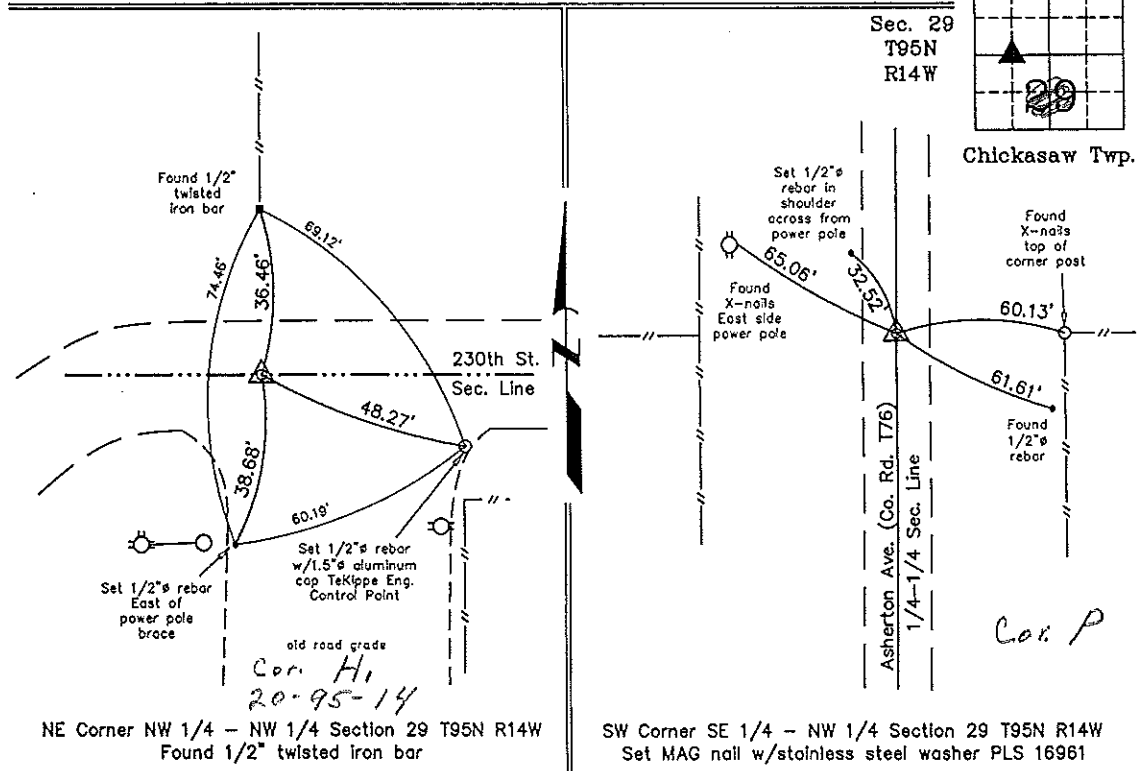 Sec. 29
T95N
R14W
29
Chickasaw Twp.
Found 1/2"
twisted
iron bar
69.12'
74.46'
36.46'
230th St.
Sec. Line
48.27'
38.68'
60.19'
Set 1/2"ø rebar
East of
power pole
brace
Set 1/2"ø rebar
w/1.5"ø aluminum
cap TeKippe Eng.
Control Point
old road grade
Cor. H,
20-95-14
NE Corner NW 1/4 - NW 1/4 Section 29 T95N R14W
Found 1/2" twisted iron bar
Z
Set 1/2"ø
rebar in
shoulder
across from
power pole
Found
X-nails
top of
corner post
65.06'
32.52'
60.13'
Found
X-nails
East side
power pole
61.61'
Found
1/2"ø
rebar
Asherton Ave. (Co. Rd. T76)
1/4-1/4 Sec. Line
Cor. P
SW Corner SE 1/4 - NW 1/4 Section 29 T95N R14W
Set MAG nail w/stainless steel washer PLS 16961